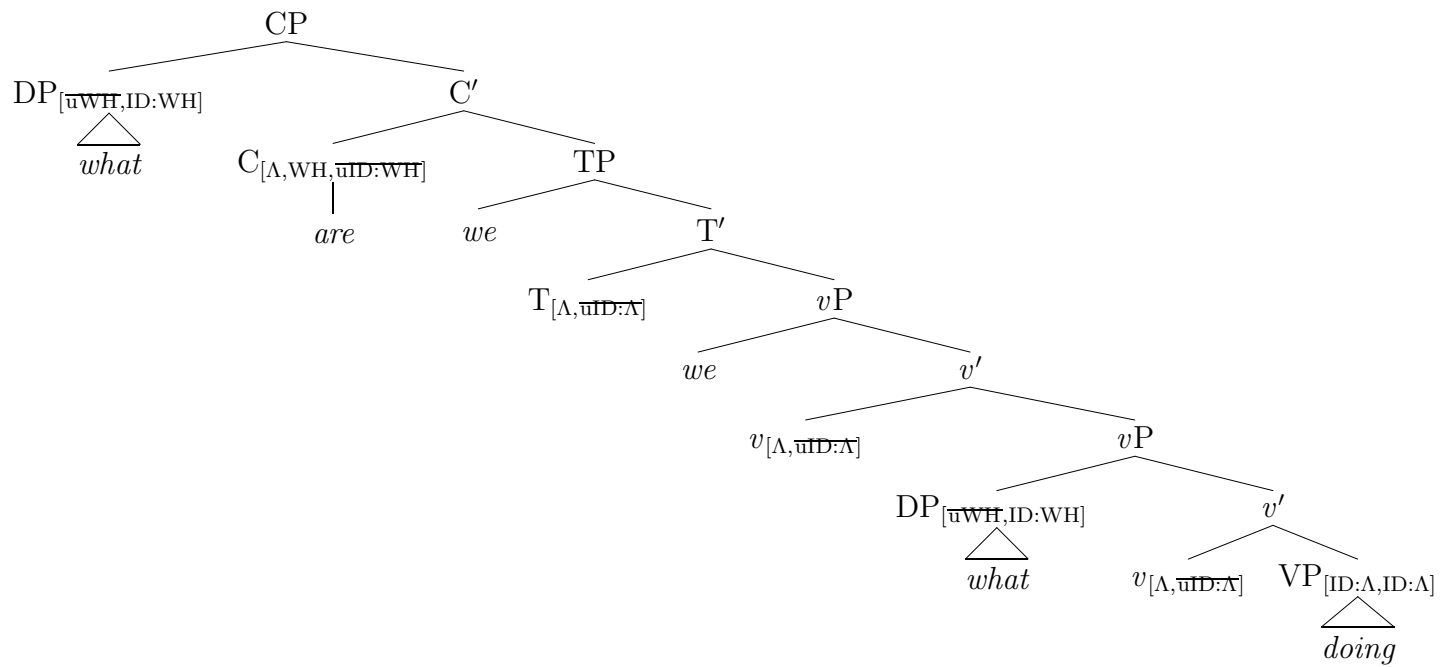 CP
DP[uWH,ID:WH] C′
what C[Λ,WH,uID:WH] TP
are we T′
T[Λ,uID:Λ] vP
we v′
v[Λ,uID:Λ] vP
DP[uWH,ID:WH] v′
what v[Λ,uID:Λ] VP[ID:Λ,ID:Λ]
doing